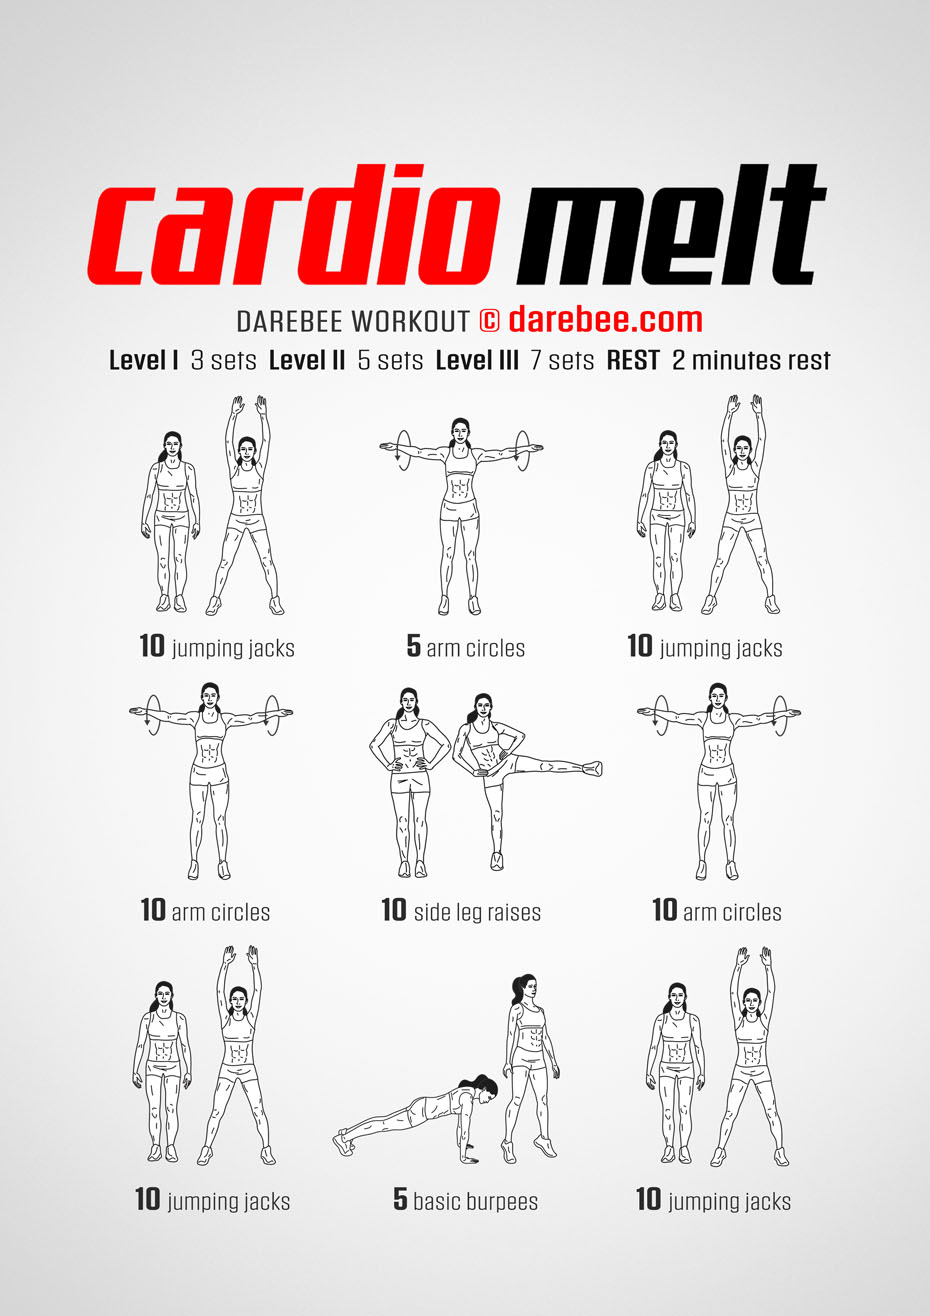 cardio melt
DAREBEE WORKOUT © darebee.com
Level I 3 sets Level II 5 sets Level III 7 sets REST 2 minutes rest
10 jumping jacks
5 arm circles
10 jumping jacks
10 arm circles
10 side leg raises
10 arm circles
10 jumping jacks
5 basic burpees
10 jumping jacks